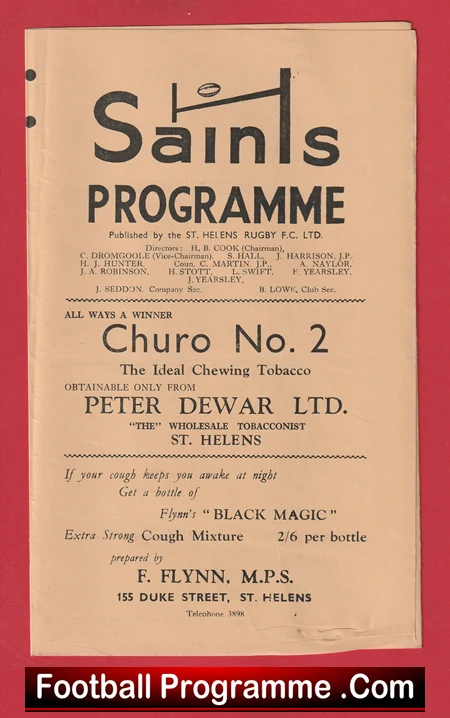 Saints
PROGRAMME
Published by the ST. HELENS RUGBY F.C. LTD.
Directors : H. B. COOK (Chairman),
C. DROMGOOLE (Vice-Chairman). S. HALL, J. HARRISON, J.P.
H. J. HUNTER, Coun. C. MARTIN. J.P., A. NAYLOR,
J. A. ROBINSON, H. STOTT, L. SWIFT, F. YEARSLEY.
J. YEARSLEY,
J. SEDDON, Company Sec. B. LOWE, Club Sec.
ALL WAYS A WINNER
Churo No. 2
The Ideal Chewing Tobacco
OBTAINABLE ONLY FROM
PETER DEWAR LTD.
"THE" WHOLESALE TOBACCONIST
ST. HELENS
If your cough keeps you awake at night
Get a bottle of
Flynn's "BLACK MAGIC"
Extra Strong Cough Mixture 2/6 per bottle
prepared by
F. FLYNN, M.P.S.
155 DUKE STREET, ST. HELENS
Telephone 3898
Football Programme .Com